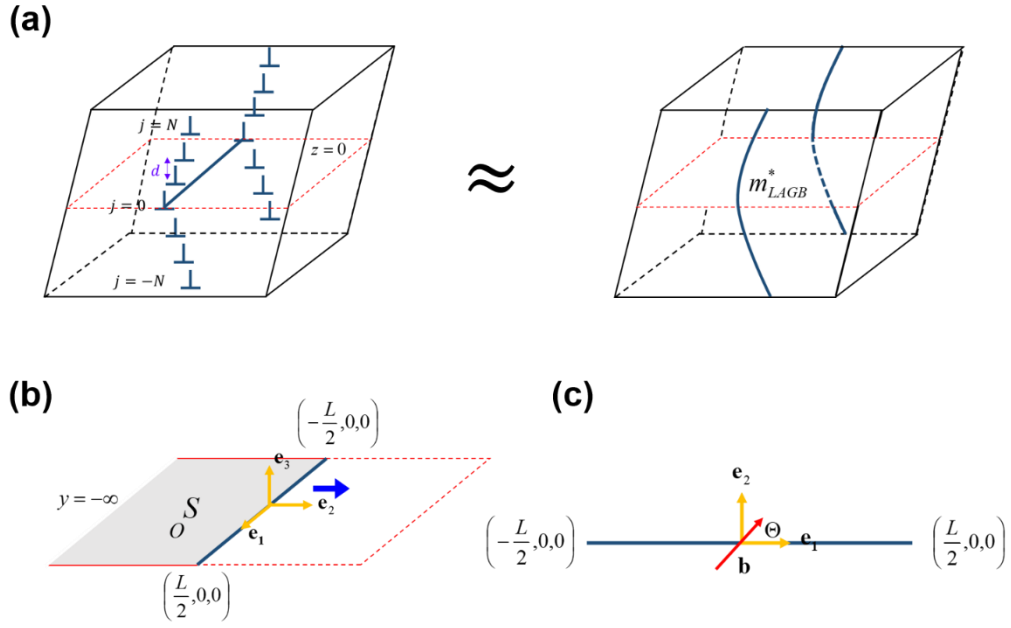 (a)
j = N
z = 0
d
j = 0
j = −N
≈
m*_{LAGB}
(b)
(c)
(−L/2,0,0)
e₃
y = −∞
S
e₂
O
e₁
(L/2,0,0)
e₂
(−L/2,0,0)
Θ
e₁
(L/2,0,0)
b